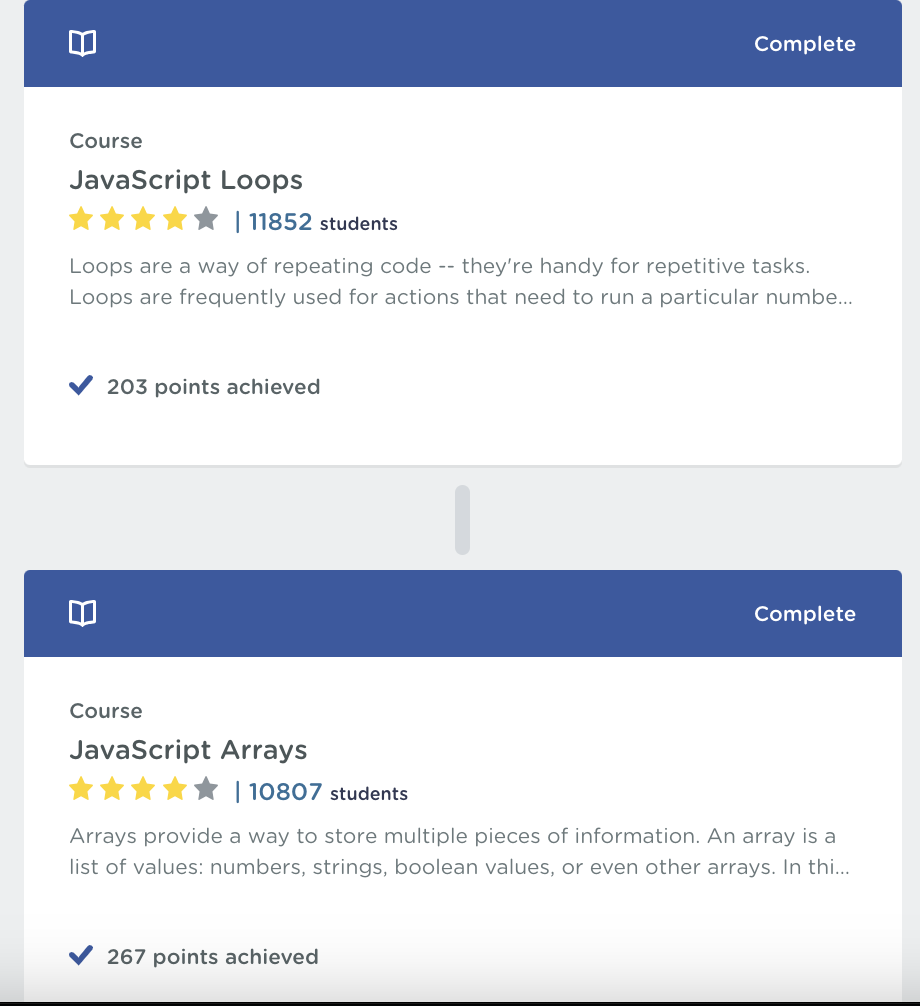 Complete
Course
JavaScript Loops
| 11852 students
Loops are a way of repeating code -- they're handy for repetitive tasks.
Loops are frequently used for actions that need to run a particular numbe...
203 points achieved
Complete
Course
JavaScript Arrays
| 10807 students
Arrays provide a way to store multiple pieces of information. An array is a
list of values: numbers, strings, boolean values, or even other arrays. In thi...
267 points achieved